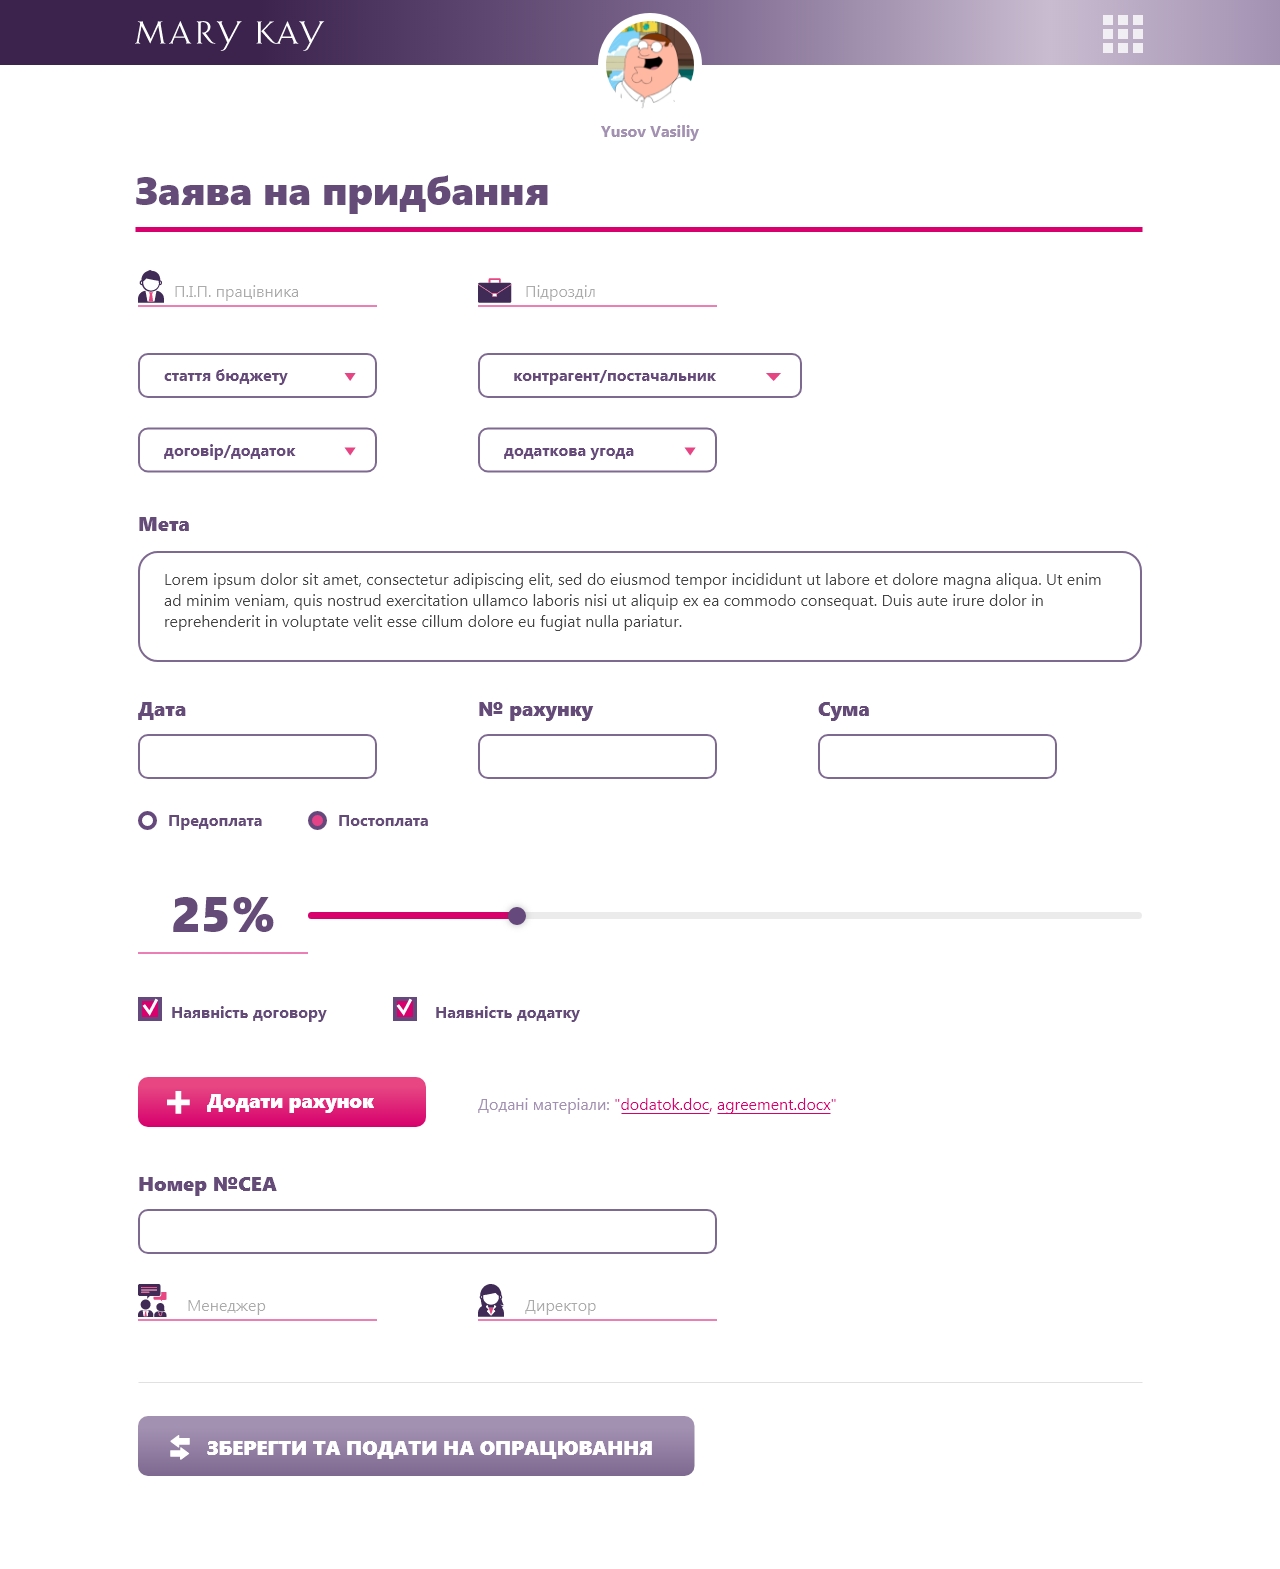 MARY KAY
Yusov Vasiliy
Заява на придбання
П.І.П. працівника
Підрозділ
стаття бюджету
контрагент/постачальник
договір/додаток
додаткова угода
Мета
Lorem ipsum dolor sit amet, consectetur adipiscing elit, sed do eiusmod tempor incididunt ut labore et dolore magna aliqua. Ut enim
ad minim veniam, quis nostrud exercitation ullamco laboris nisi ut aliquip ex ea commodo consequat. Duis aute irure dolor in
reprehenderit in voluptate velit esse cillum dolore eu fugiat nulla pariatur.
Дата
№ рахунку
Сума
Предоплата
Постоплата
25%
Наявність договору
Наявність додатку
Додати рахунок
Додані матеріали: "dodatok.doc, agreement.docx"
Номер №СЕА
Менеджер
Директор
ЗБЕРЕГТИ ТА ПОДАТИ НА ОПРАЦЮВАННЯ